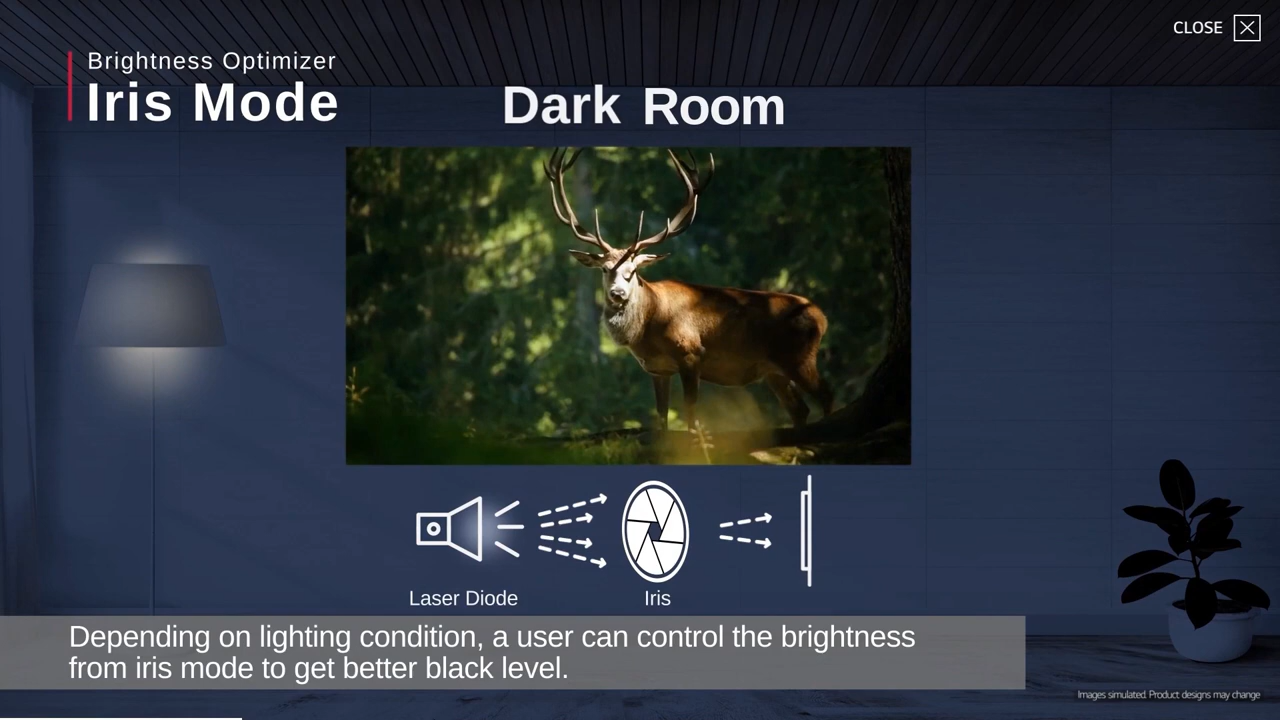 CLOSE
Brightness Optimizer
Iris Mode
Dark Room
Laser Diode
Iris
Depending on lighting condition, a user can control the brightness
from iris mode to get better black level.
Images simulated. Product designs may change